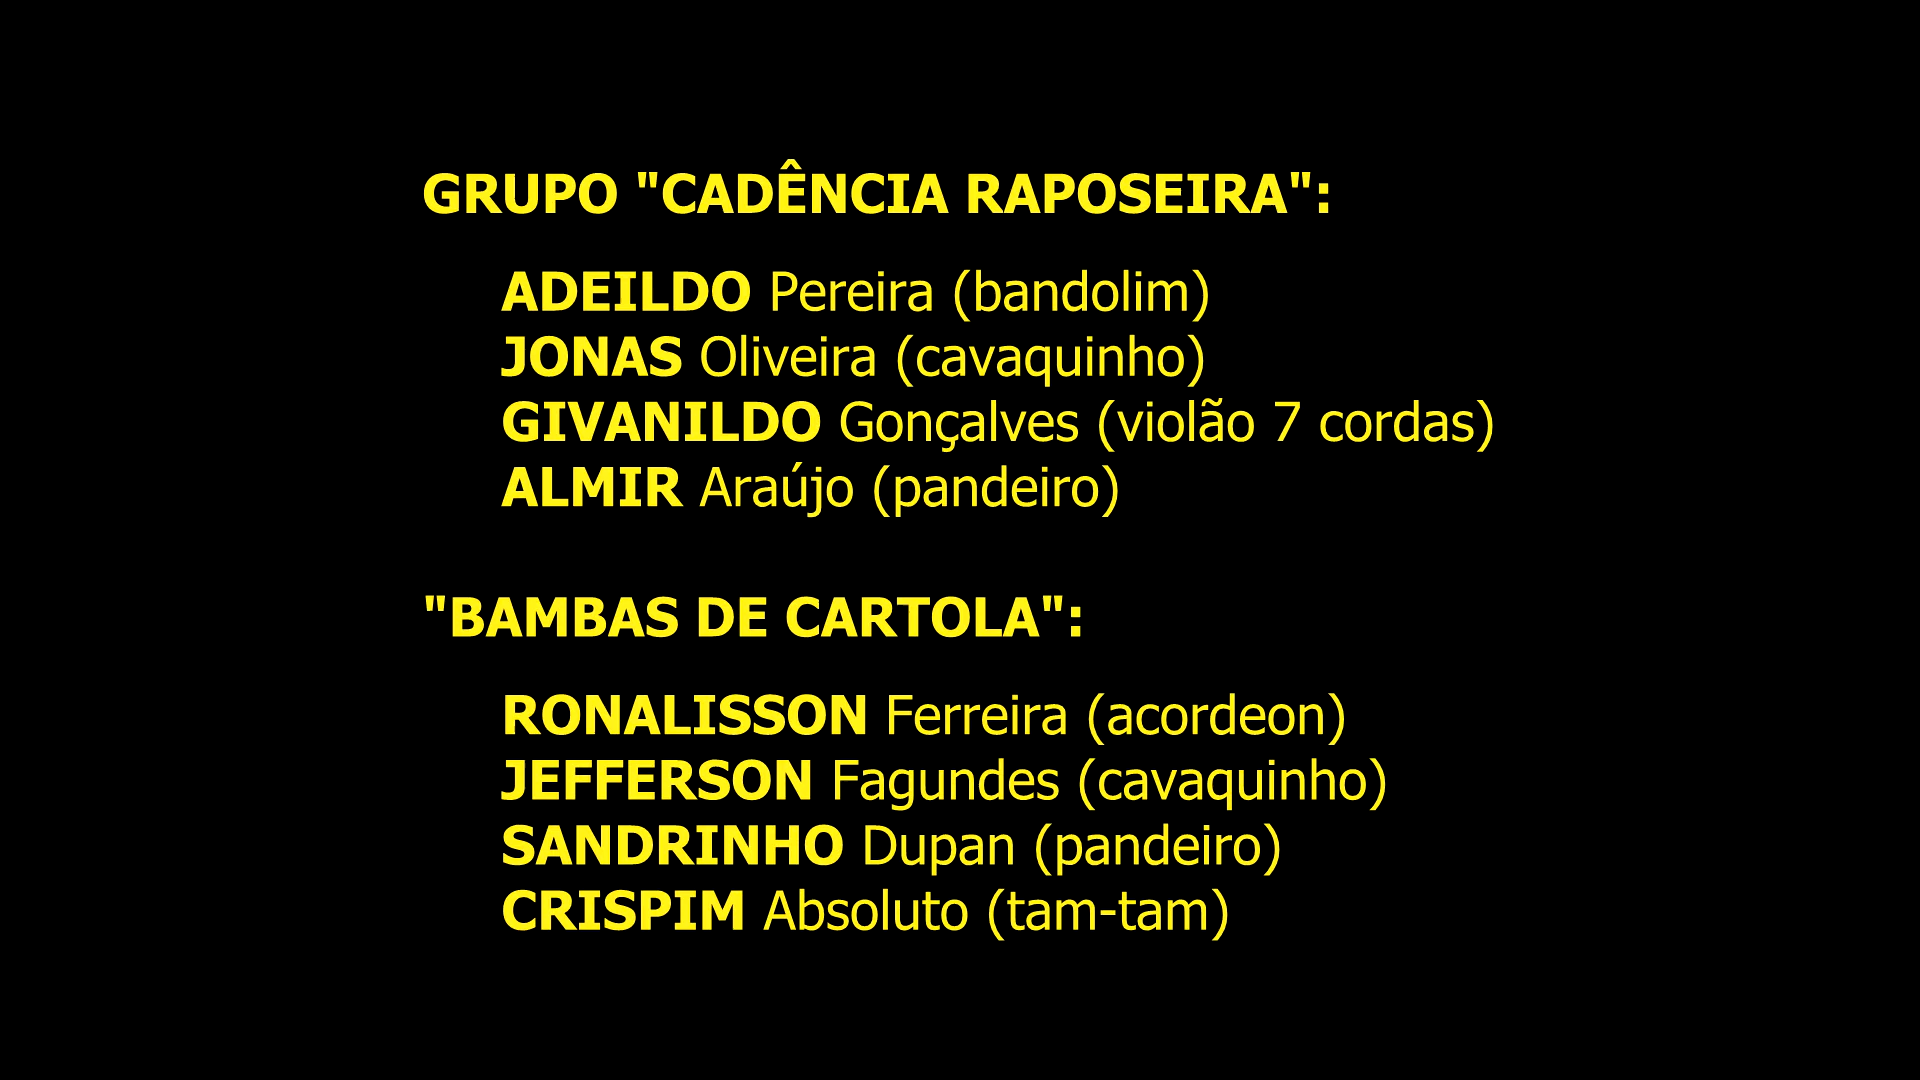 GRUPO "CADÊNCIA RAPOSEIRA":
ADEILDO Pereira (bandolim)
JONAS Oliveira (cavaquinho)
GIVANILDO Gonçalves (violão 7 cordas)
ALMIR Araújo (pandeiro)
"BAMBAS DE CARTOLA":
RONALISSON Ferreira (acordeon)
JEFFERSON Fagundes (cavaquinho)
SANDRINHO Dupan (pandeiro)
CRISPIM Absoluto (tam-tam)